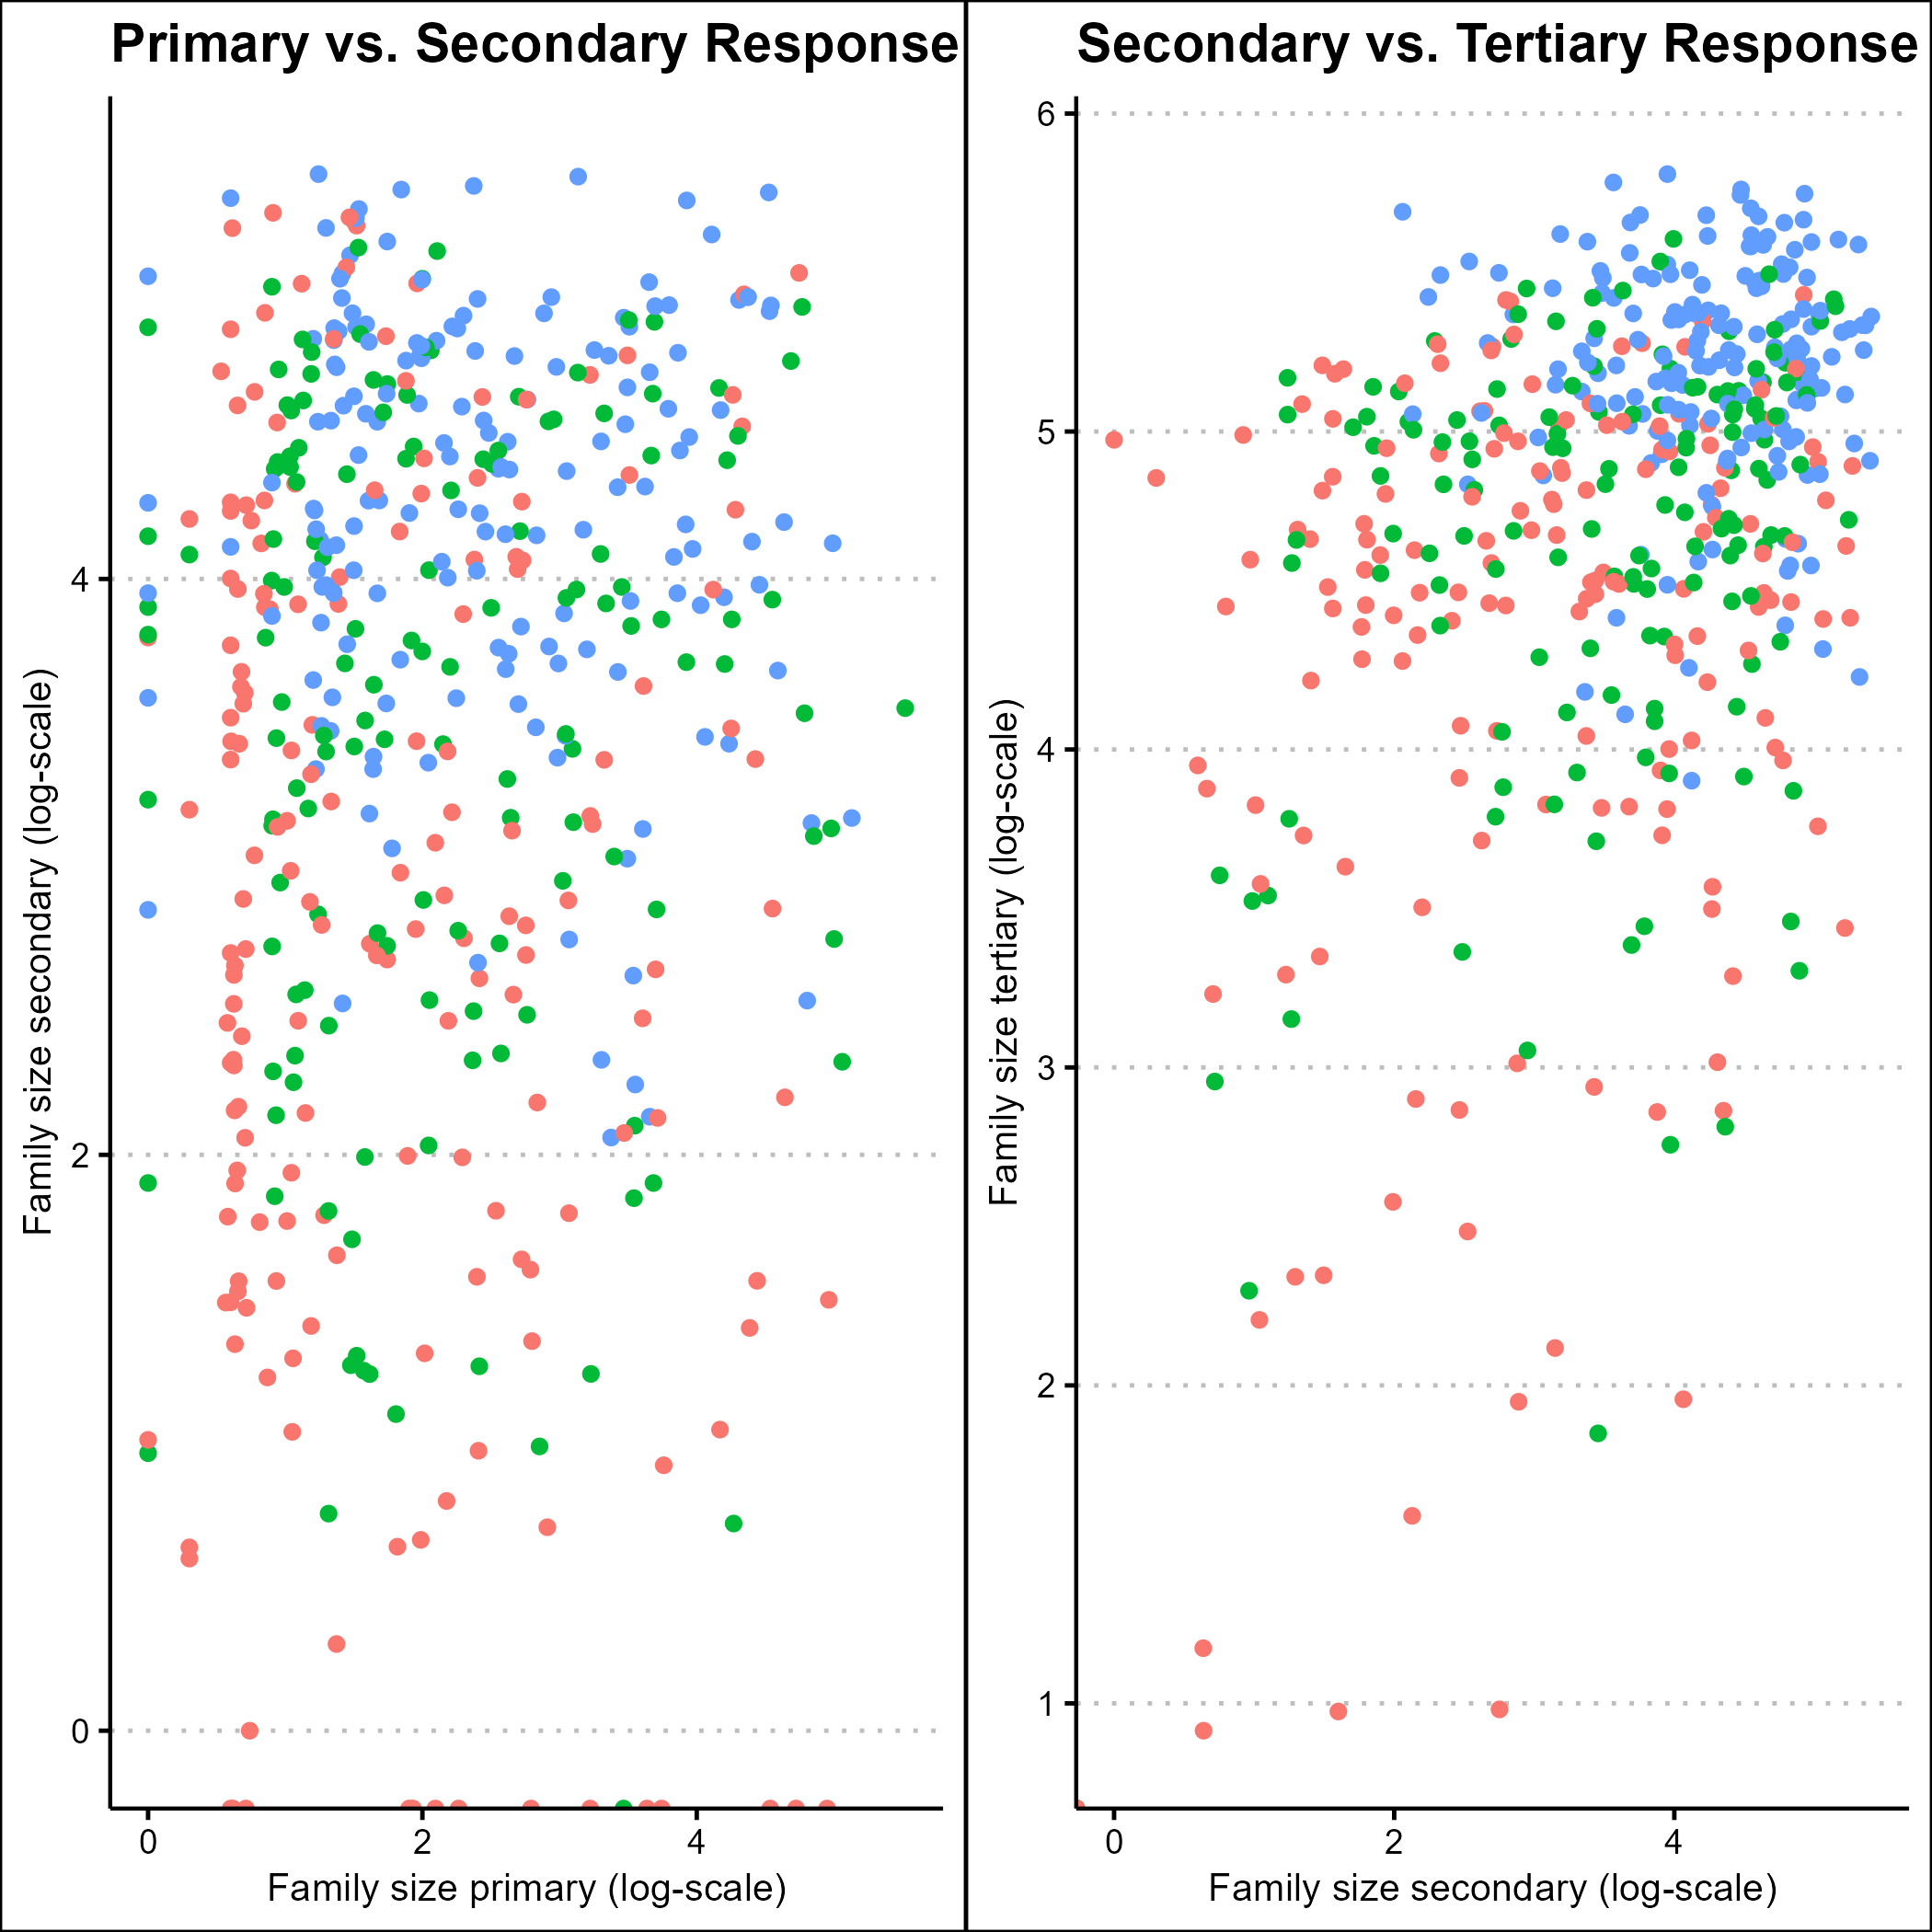 Primary vs. Secondary Response
Family size secondary (log-scale)
4
2
0
0 2 4
Family size primary (log-scale)
Secondary vs. Tertiary Response
Family size tertiary (log-scale)
6
5
4
3
2
1
0 2 4
Family size secondary (log-scale)